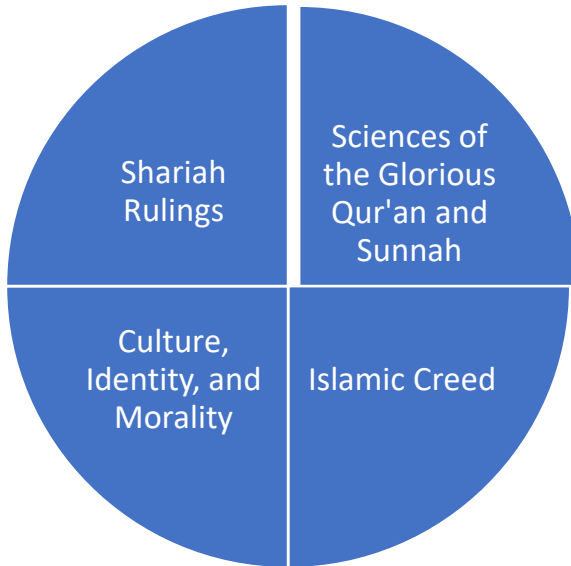 Shariah
Rulings
Sciences of
the Glorious
Qur'an and
Sunnah
Culture,
Identity, and
Morality
Islamic Creed